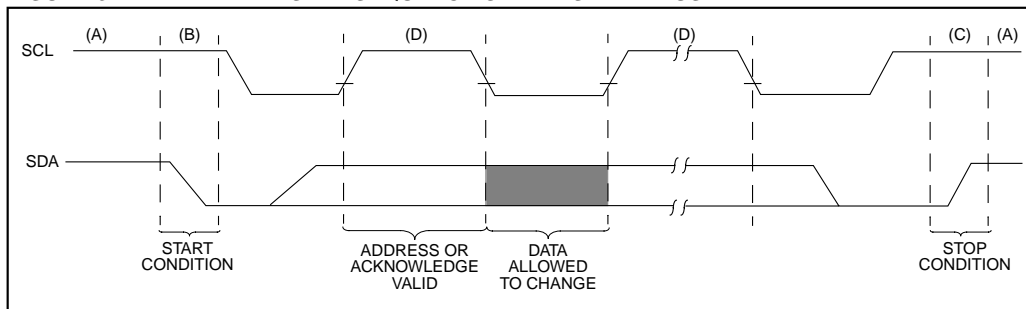 (A) (B) (D) (D) (C) (A)
SCL
SDA
START
CONDITION
ADDRESS OR
ACKNOWLEDGE
VALID
DATA
ALLOWED
TO CHANGE
STOP
CONDITION